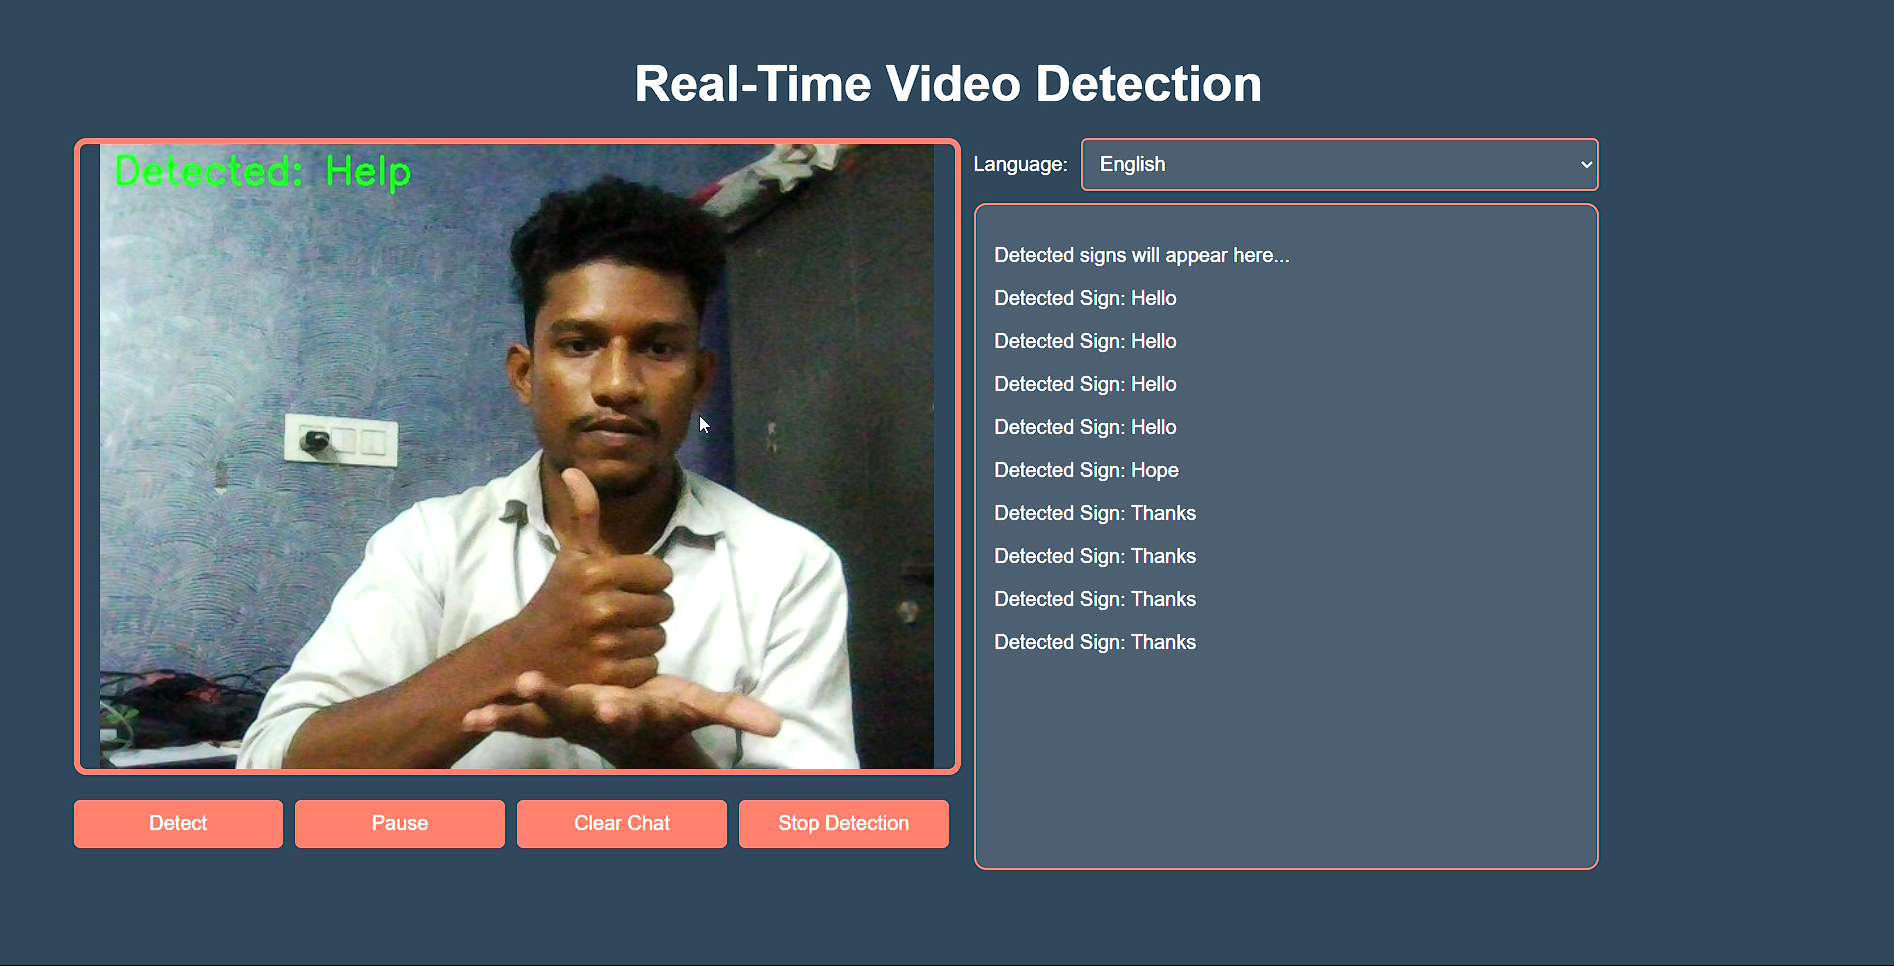 Real-Time Video Detection
Detected: Help
Language: English
Detected signs will appear here...
Detected Sign: Hello
Detected Sign: Hello
Detected Sign: Hello
Detected Sign: Hello
Detected Sign: Hope
Detected Sign: Thanks
Detected Sign: Thanks
Detected Sign: Thanks
Detected Sign: Thanks
Detect Pause Clear Chat Stop Detection